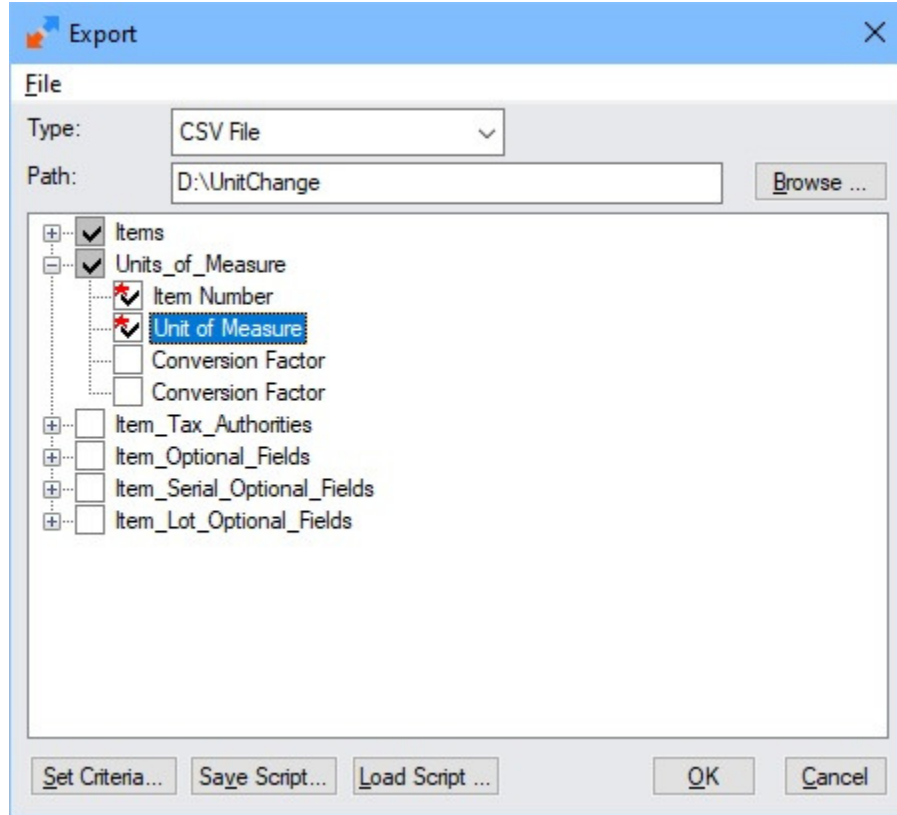 Export
File
Type: CSV File
Path: D:\UnitChange Browse ...
Items
Units_of_Measure
Item Number
Unit of Measure
Conversion Factor
Conversion Factor
Item_Tax_Authorities
Item_Optional_Fields
Item_Serial_Optional_Fields
Item_Lot_Optional_Fields
Set Criteria... Save Script... Load Script ... OK Cancel